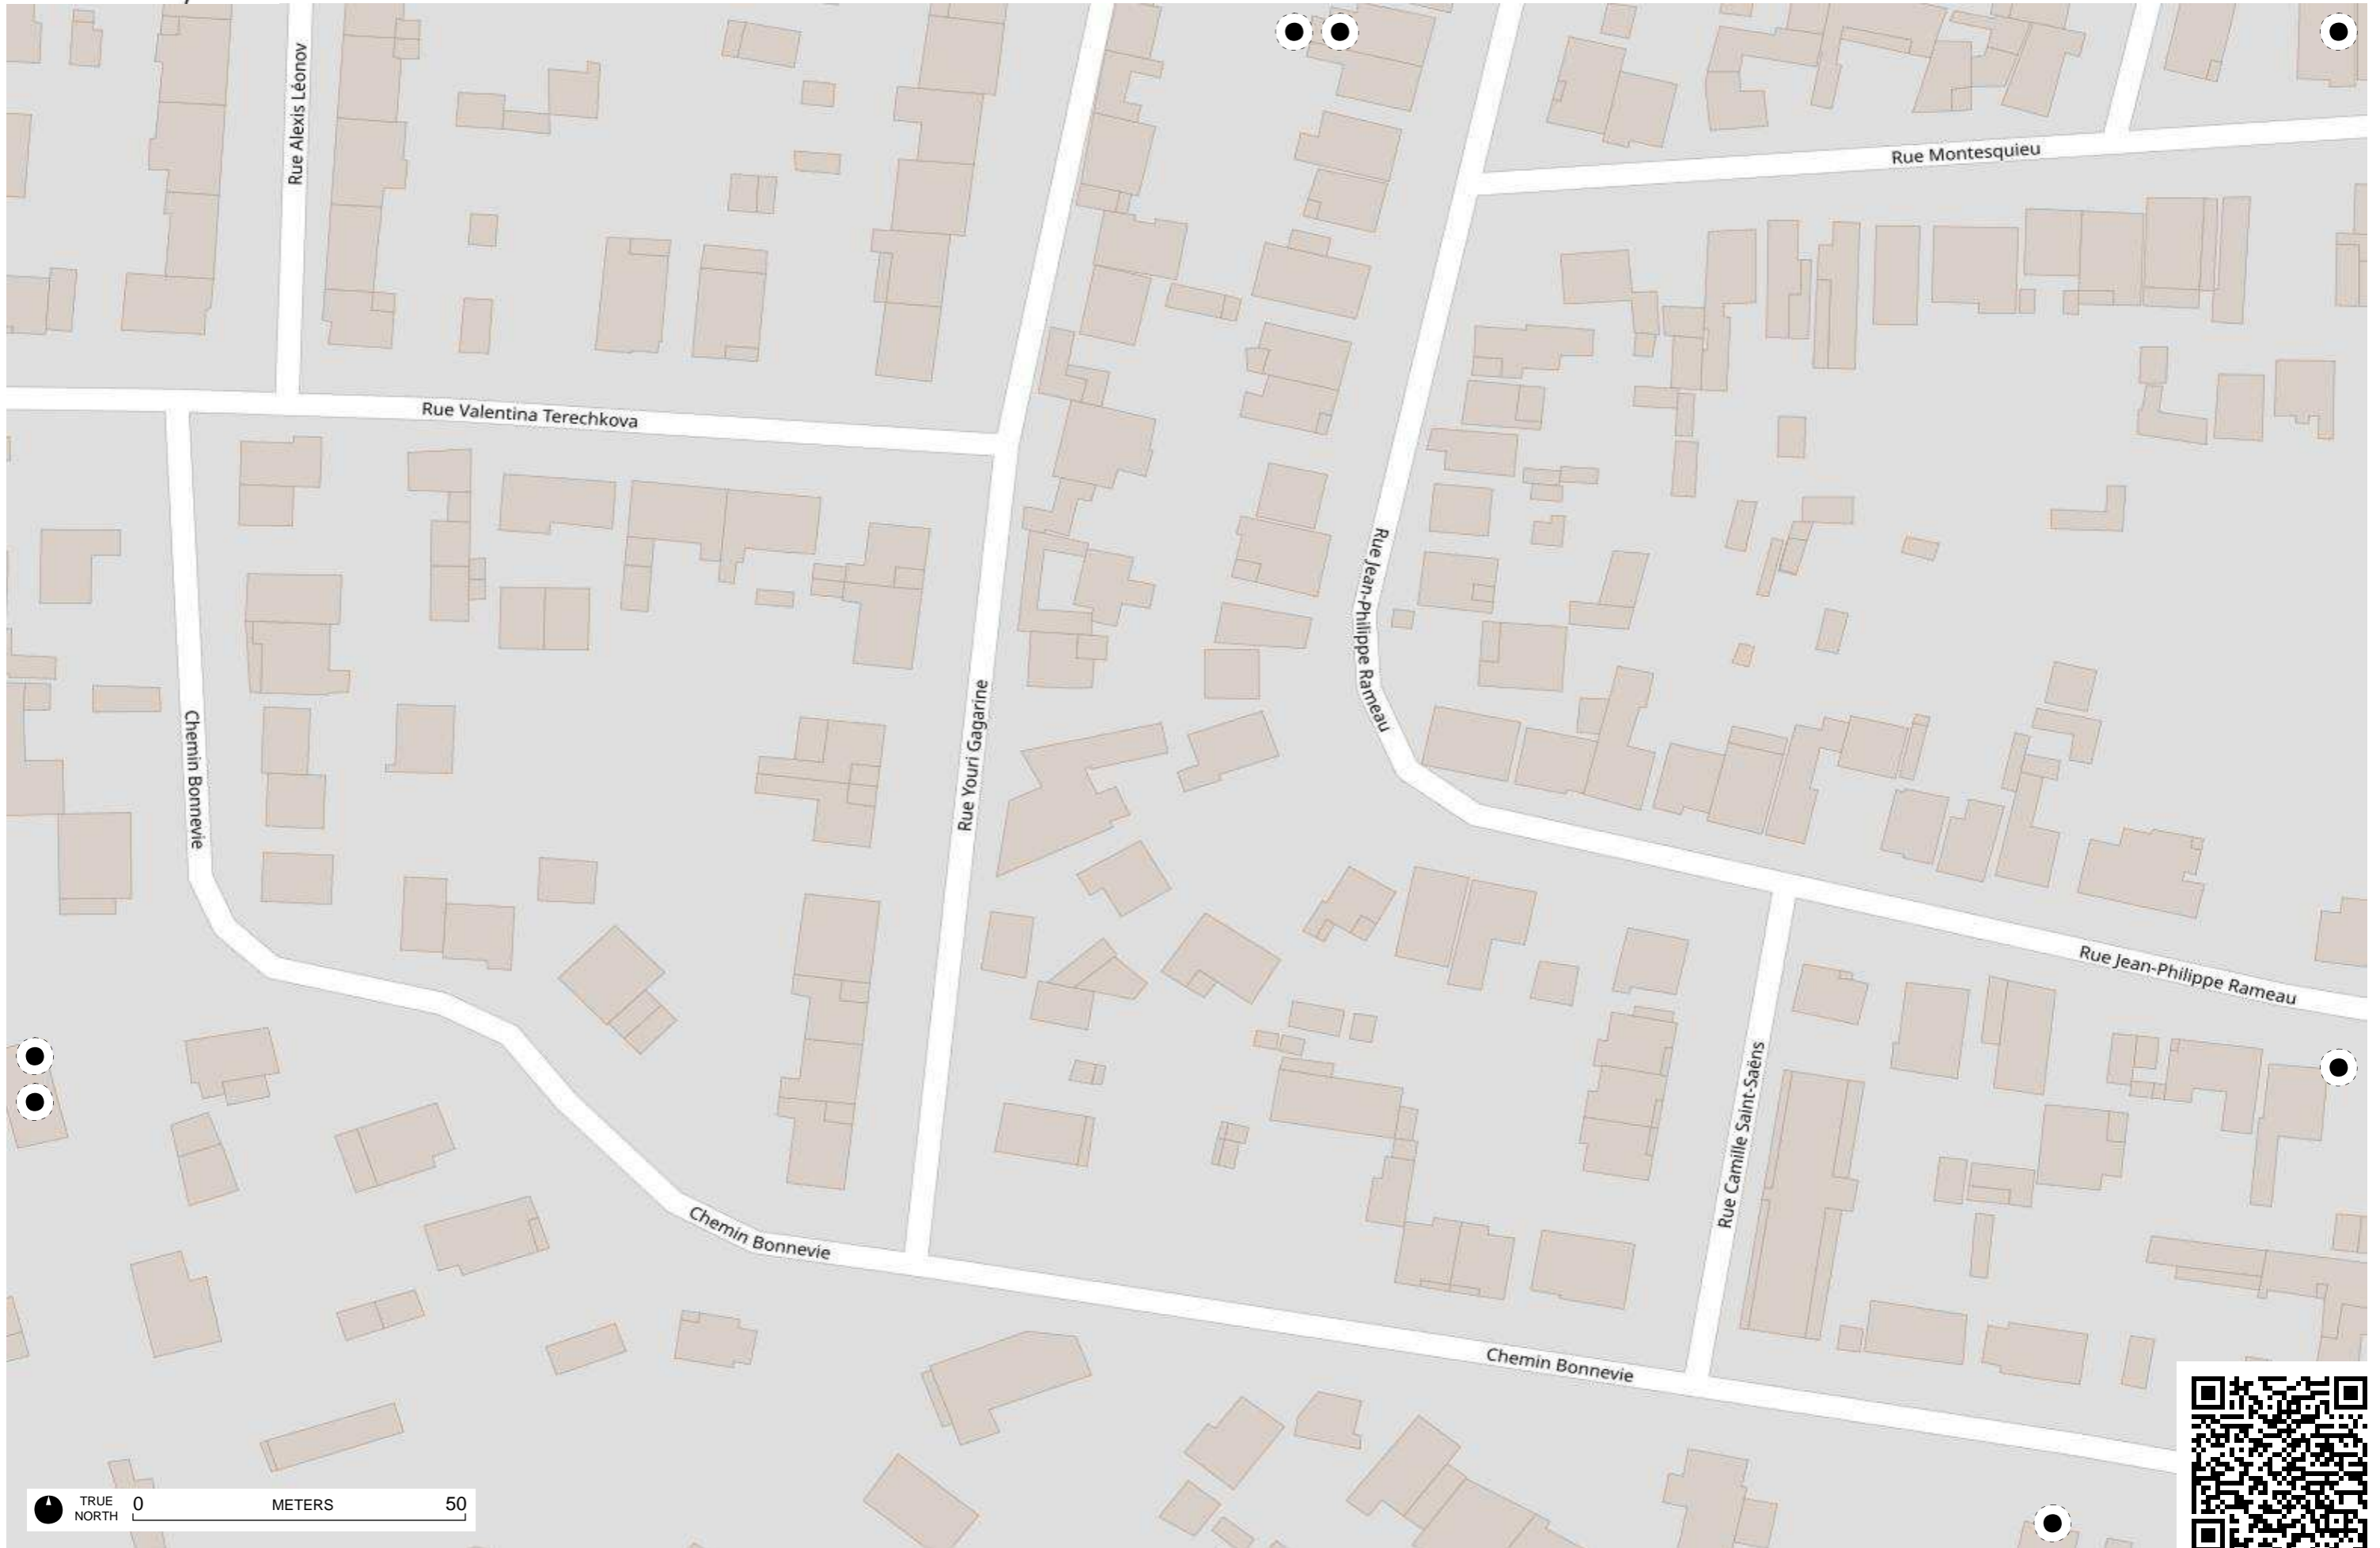 Rue Alexis Léonov
Rue Montesquieu
Rue Valentina Terechkova
Rue Jean-Philippe Rameau
Rue Youri Gagarine
Chemin Bonnevie
Rue Jean-Philippe Rameau
Rue Camille Saint-Saëns
Chemin Bonnevie
Chemin Bonnevie
TRUE NORTH
0 METERS 50